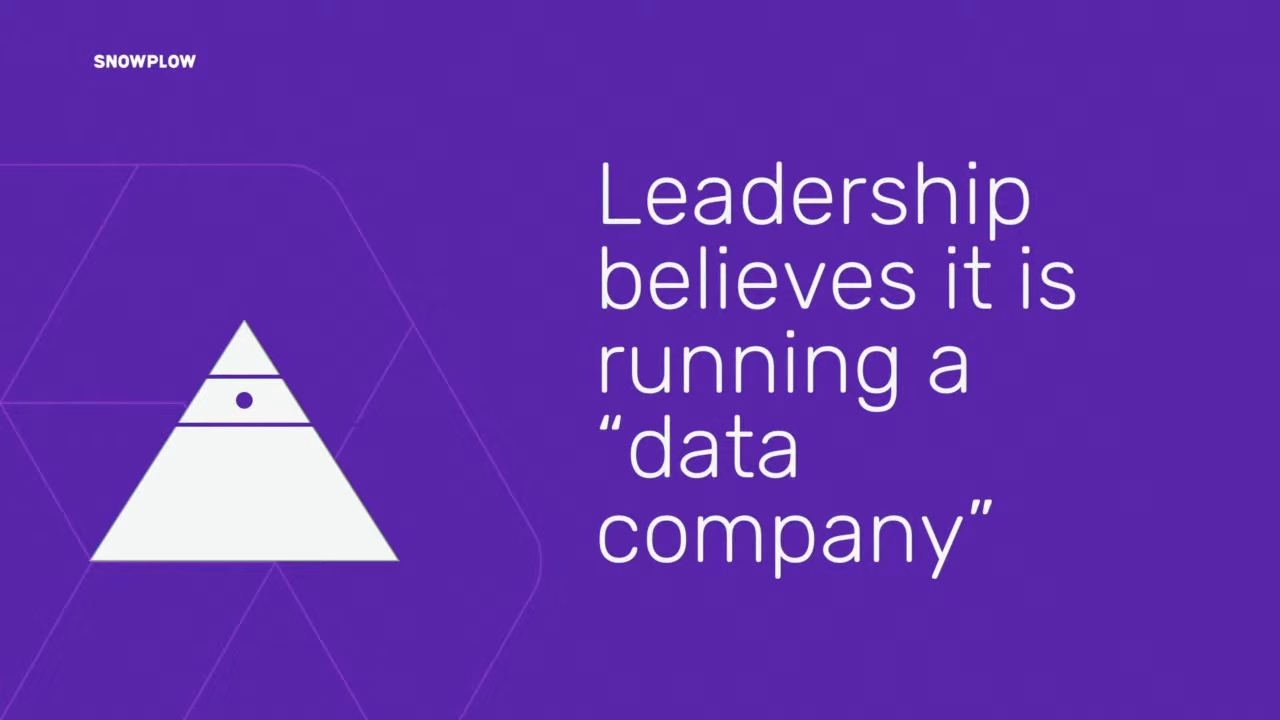 SNOWPLOW
Leadership
believes it is
running a
“data
company”